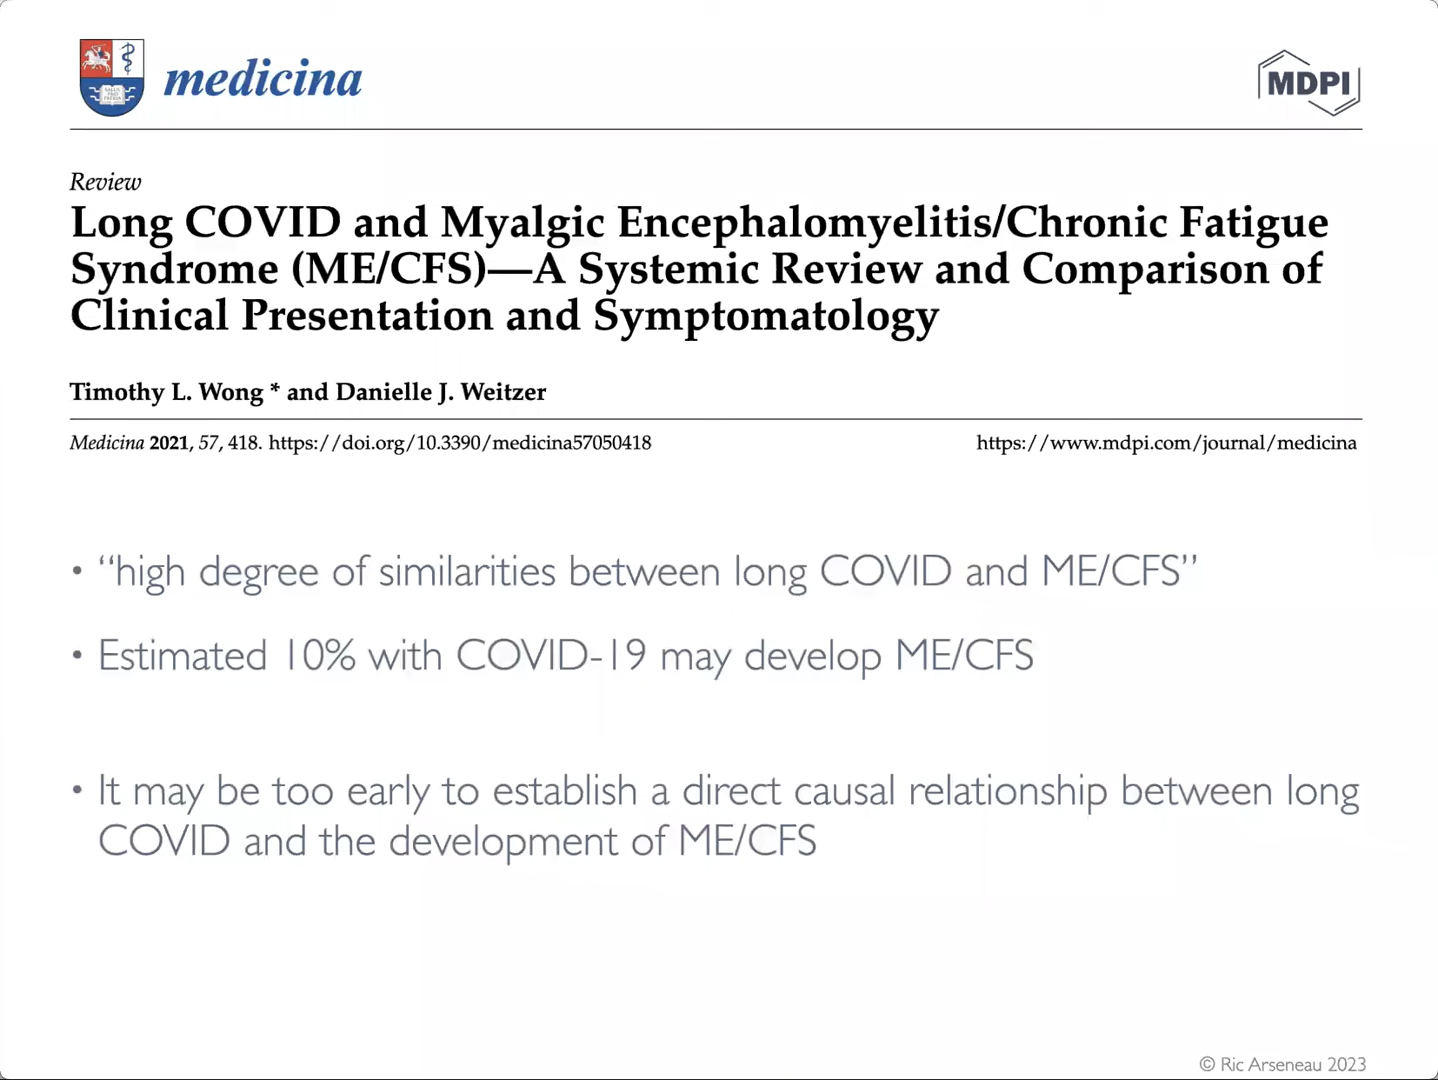 medicina
MDPI
Review
Long COVID and Myalgic Encephalomyelitis/Chronic Fatigue
Syndrome (ME/CFS)—A Systemic Review and Comparison of
Clinical Presentation and Symptomatology
Timothy L. Wong * and Danielle J. Weitzer
Medicina 2021, 57, 418. https://doi.org/10.3390/medicina57050418
https://www.mdpi.com/journal/medicina
• “high degree of similarities between long COVID and ME/CFS”
• Estimated 10% with COVID-19 may develop ME/CFS
• It may be too early to establish a direct causal relationship between long
COVID and the development of ME/CFS
© Ric Arseneau 2023